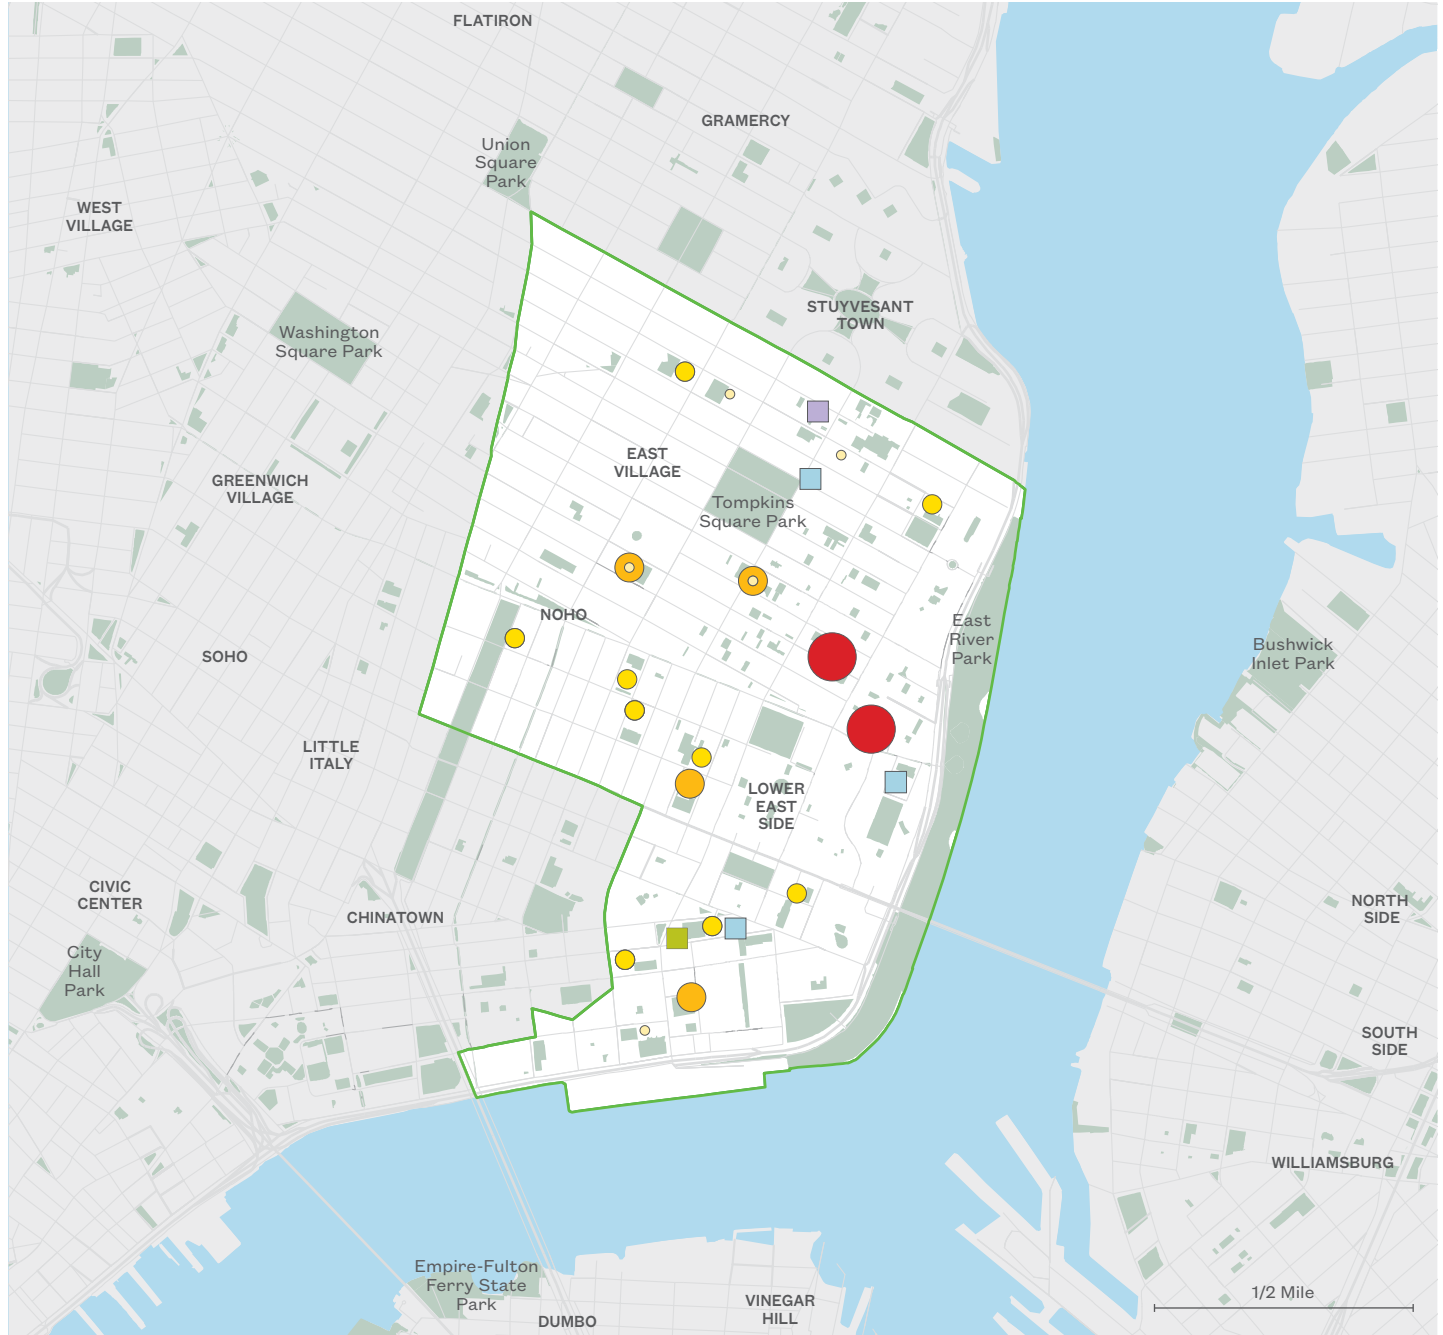 FLATIRON
GRAMERCY
Union
Square
Park
WEST
VILLAGE
STUYVESANT
TOWN
Washington
Square Park
EAST
VILLAGE
GREENWICH
VILLAGE
Tompkins
Square Park
NOHO
East
River
Park
SOHO
Bushwick
Inlet Park
LITTLE
ITALY
LOWER
EAST
SIDE
CIVIC
CENTER
CHINATOWN
NORTH
SIDE
City
Hall
Park
SOUTH
SIDE
WILLIAMSBURG
Empire-Fulton
Ferry State
Park
DUMBO
VINEGAR
HILL
1/2 Mile